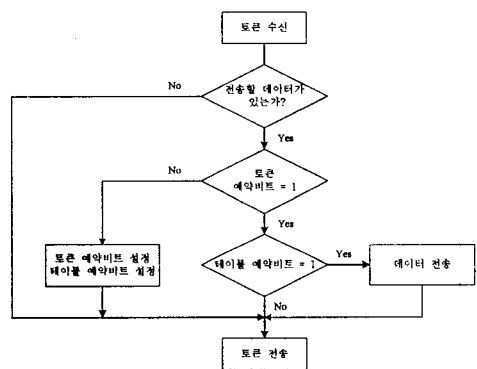 토큰 수신
전송할 데이터가
있는가?
No
Yes
토큰
예약비트 = 1
No
Yes
토큰 예약비트 설정
테이블 예약비트 설정
테이블 예약비트 = 1
Yes
데이터 전송
No
토큰 전송